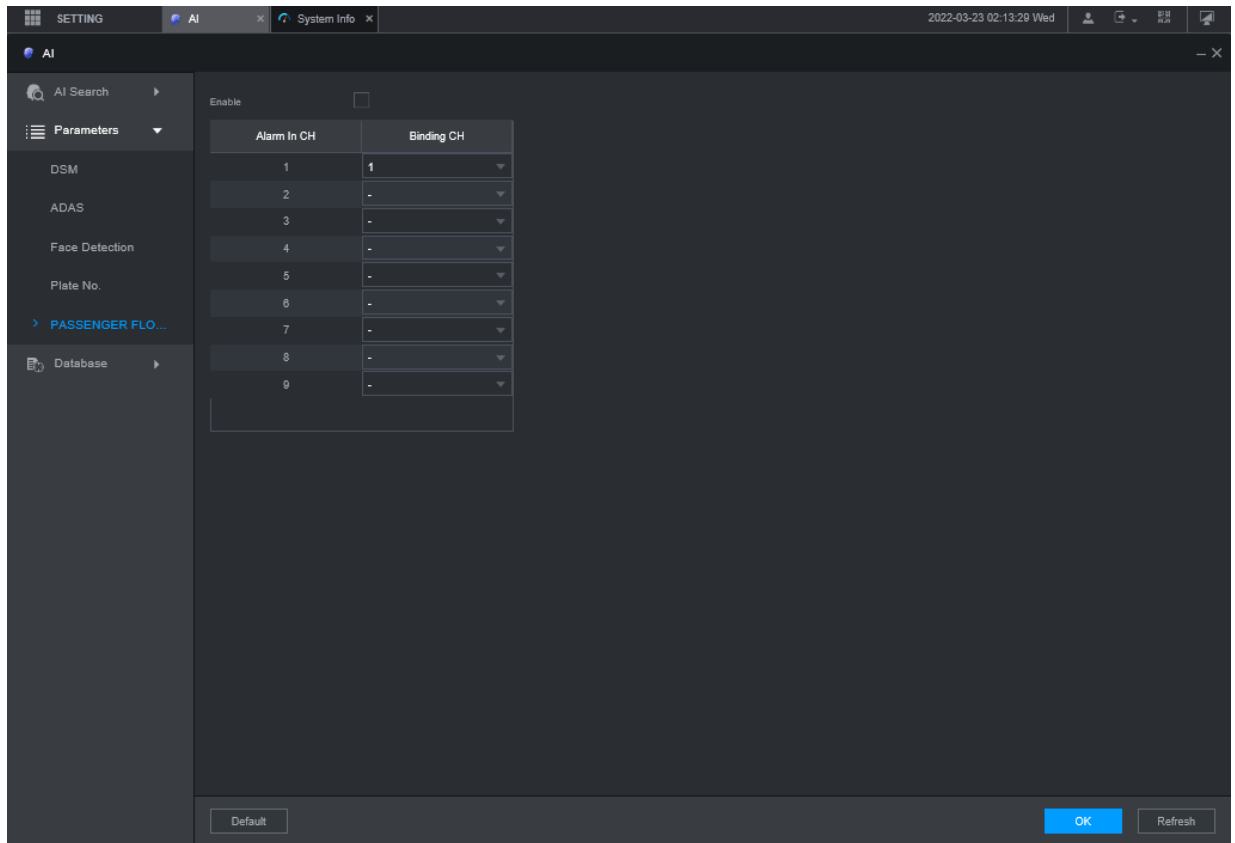 SETTING AI × System Info × 2022-03-23 02:13:29 Wed
AI
AI Search
Parameters
DSM
ADAS
Face Detection
Plate No.
PASSENGER FLO...
Database
Enable
Alarm In CH Binding CH
1 1
2 -
3 -
4 -
5 -
6 -
7 -
8 -
9 -
Default OK Refresh